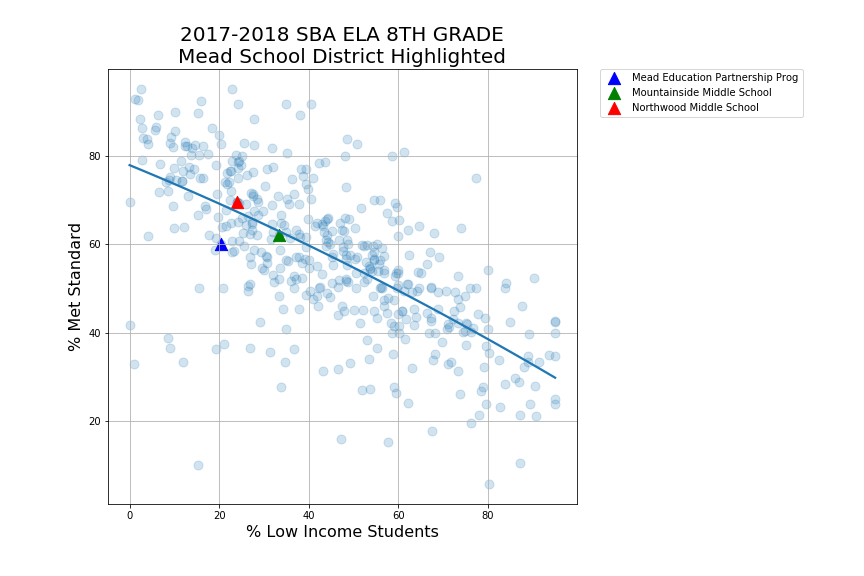 2017-2018 SBA ELA 8TH GRADE
Mead School District Highlighted
Mead Education Partnership Prog
Mountainside Middle School
Northwood Middle School
% Met Standard
80
60
40
20
0
20
40
60
80
% Low Income Students